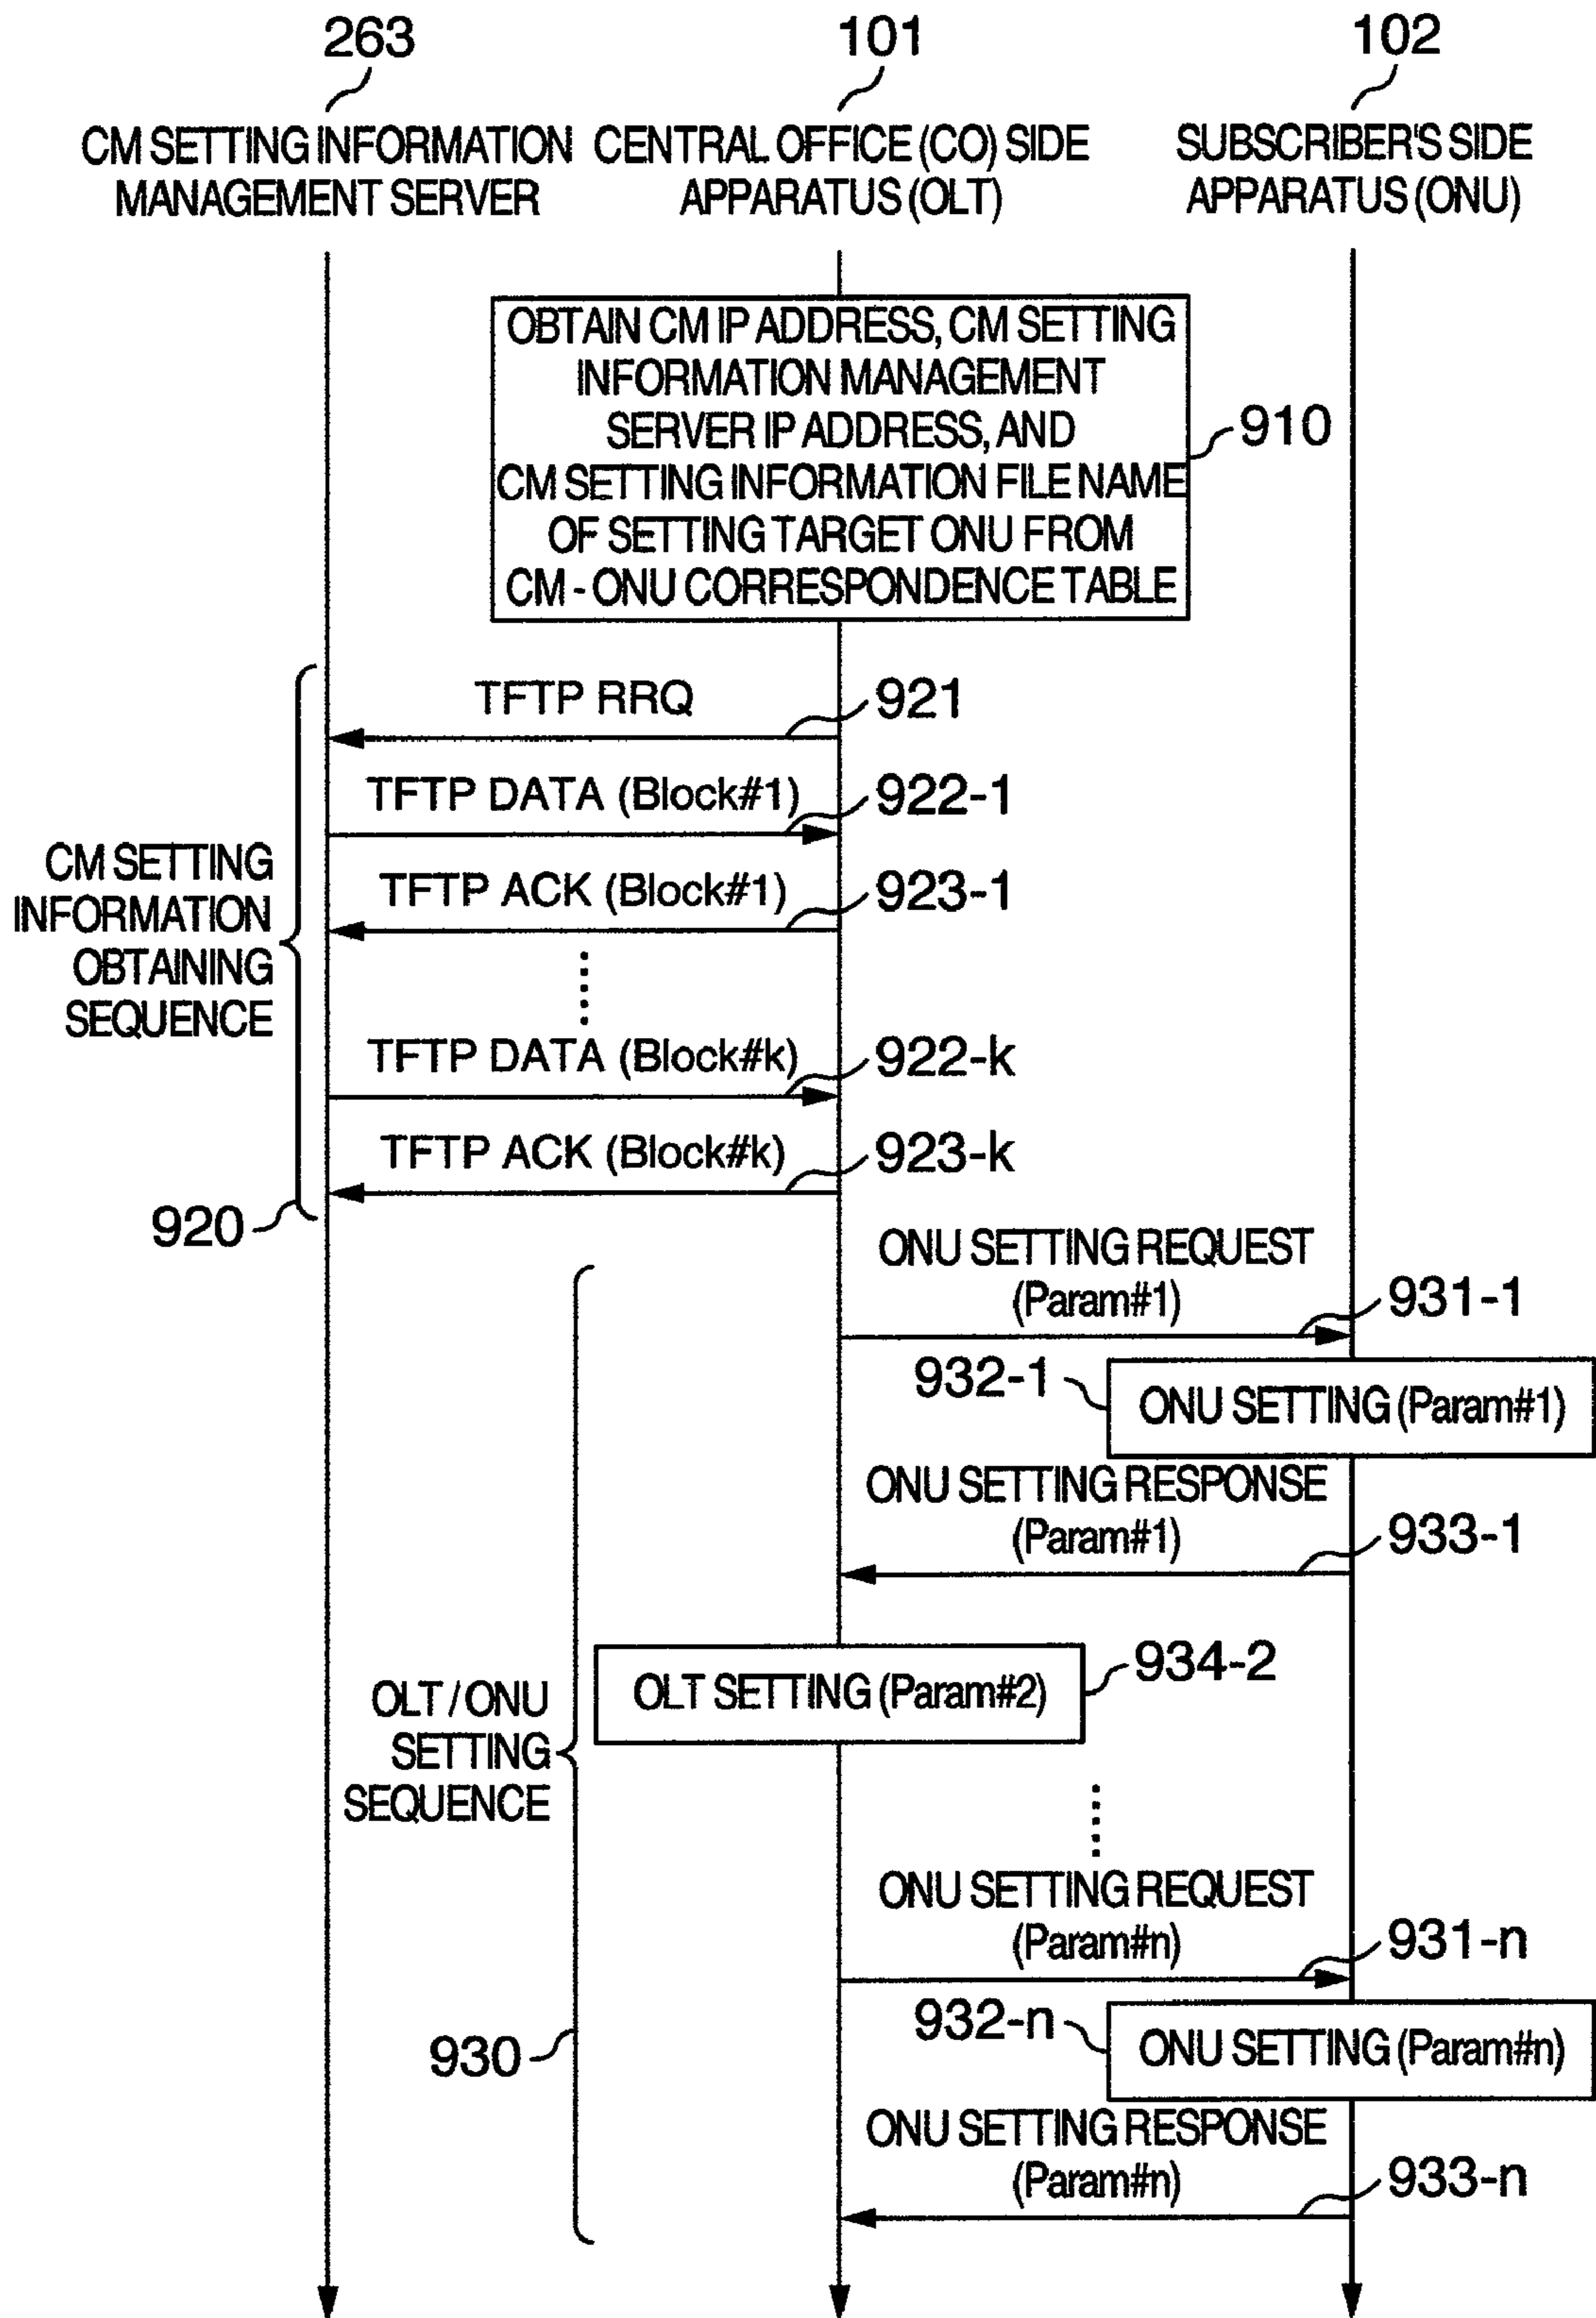 263
101
102
CM SETTING INFORMATION
MANAGEMENT SERVER
CENTRAL OFFICE (CO) SIDE
APPARATUS (OLT)
SUBSCRIBER'S SIDE
APPARATUS (ONU)
OBTAIN CM IP ADDRESS, CM SETTING
INFORMATION MANAGEMENT
SERVER IP ADDRESS, AND
CM SETTING INFORMATION FILE NAME
OF SETTING TARGET ONU FROM
CM - ONU CORRESPONDENCE TABLE
910
TFTP RRQ
921
TFTP DATA (Block#1)
922-1
TFTP ACK (Block#1)
923-1
CM SETTING
INFORMATION
OBTAINING
SEQUENCE
TFTP DATA (Block#k)
922-k
TFTP ACK (Block#k)
923-k
920
ONU SETTING REQUEST
(Param#1)
931-1
932-1
ONU SETTING (Param#1)
ONU SETTING RESPONSE
(Param#1)
933-1
OLT SETTING (Param#2)
934-2
OLT / ONU
SETTING
SEQUENCE
ONU SETTING REQUEST
(Param#n)
931-n
932-n
ONU SETTING (Param#n)
930
ONU SETTING RESPONSE
(Param#n)
933-n